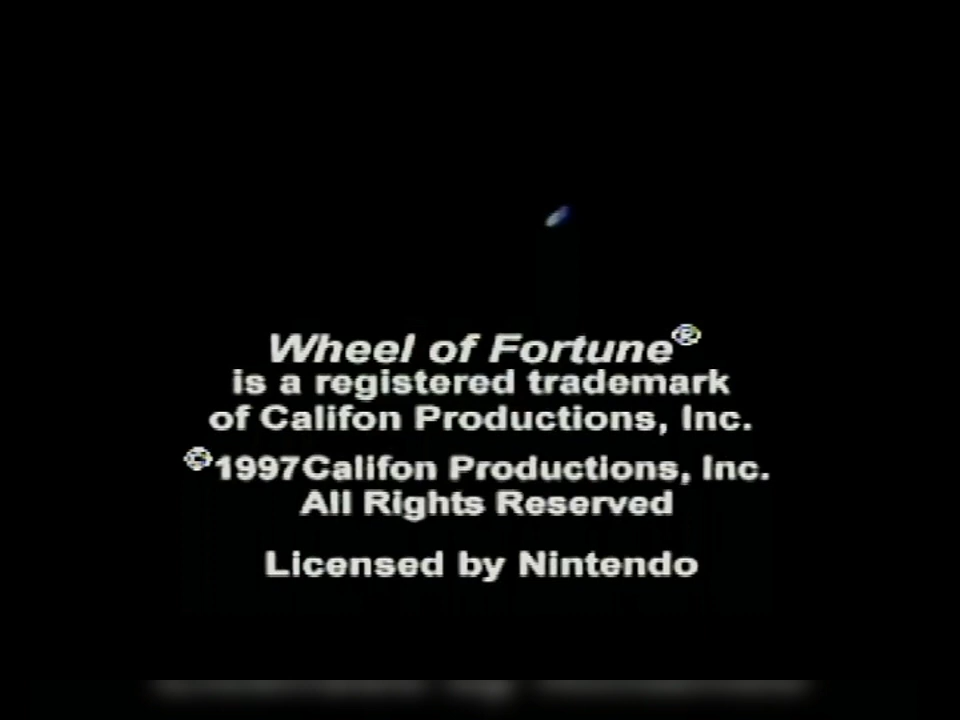 Wheel of Fortune®
is a registered trademark
of Califon Productions, Inc.
©1997Califon Productions, Inc.
All Rights Reserved
Licensed by Nintendo